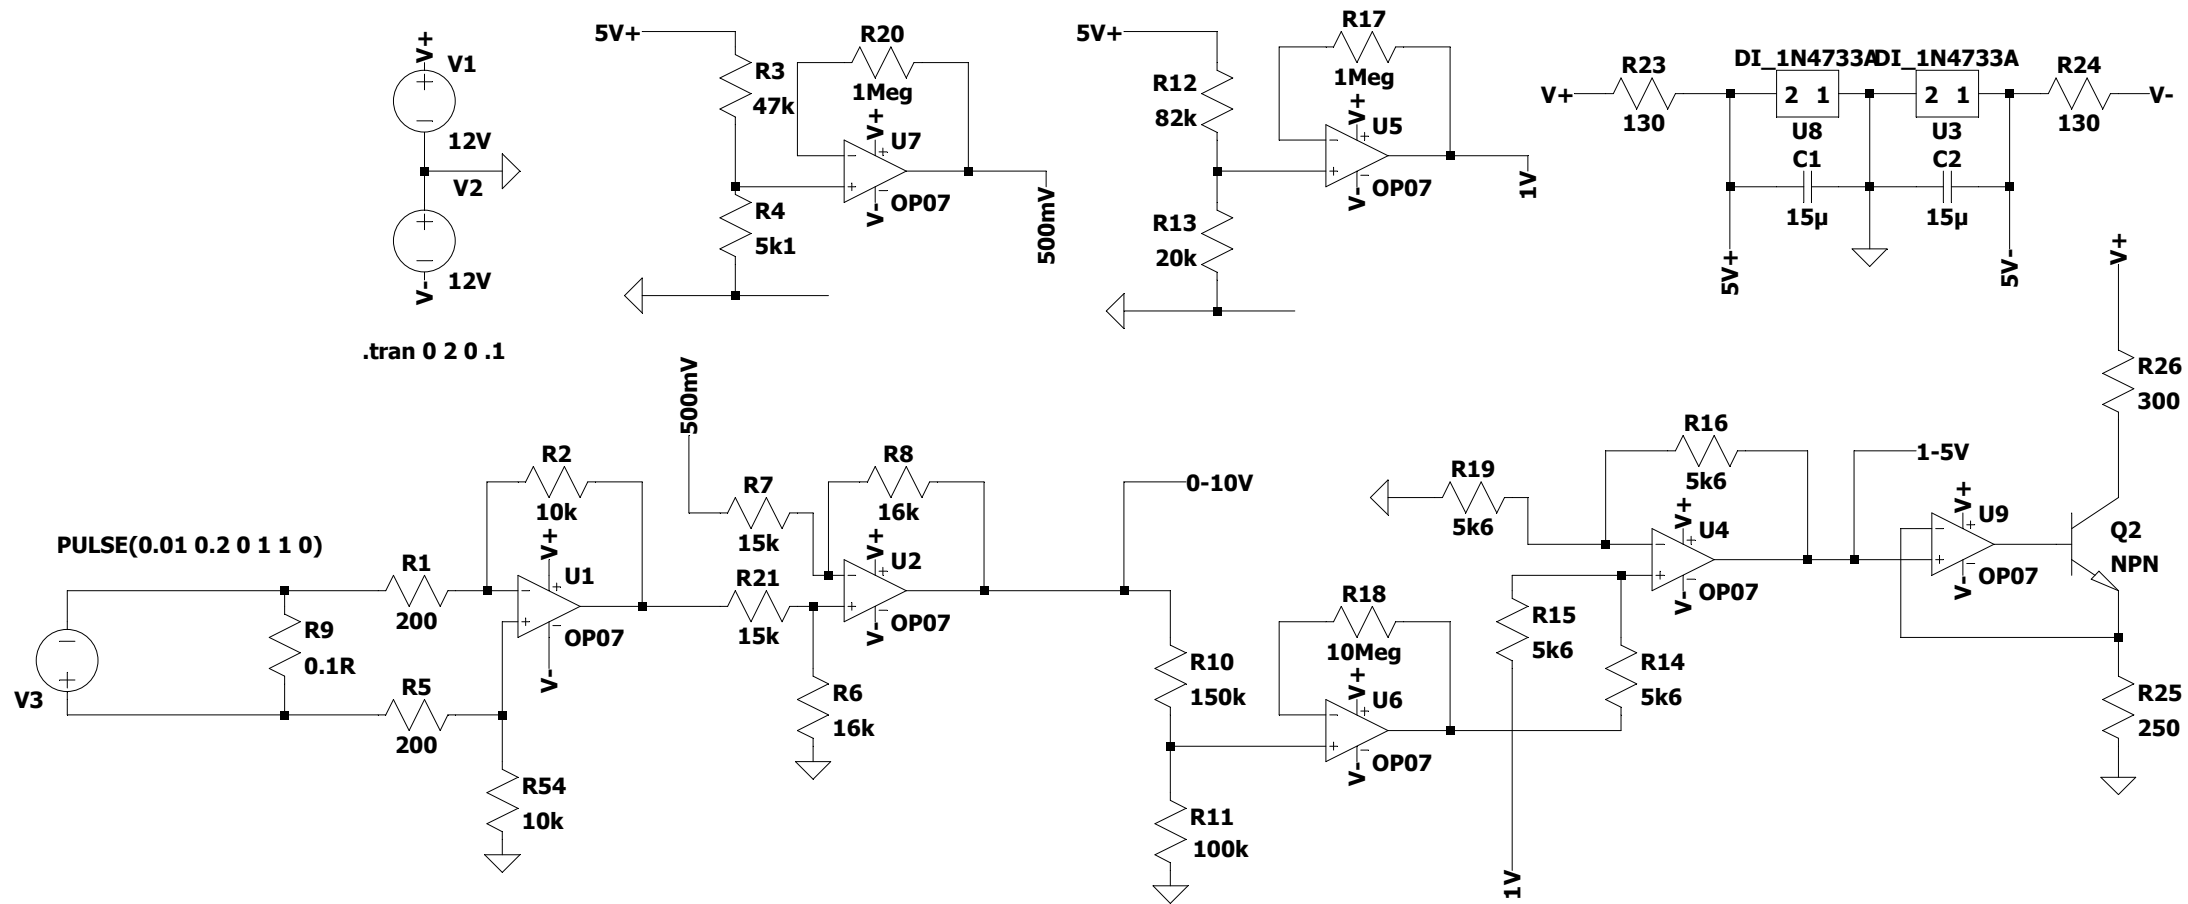 V+
V1
12V
V2
12V
V-
.tran 0 2 0 .1
5V+
R3
47k
R4
5k1
R20
1Meg
V+
U7
OP07
V-
500mV
5V+
R12
82k
R13
20k
R17
1Meg
V+
U5
OP07
V-
1V
V+
R23
130
DI_1N4733A
DI_1N4733A
2 1
2 1
U8
U3
C1
C2
15µ
15µ
R24
130
V-
5V+
5V-
PULSE(0.01 0.2 0 1 1 0)
V3
R9
0.1R
R1
200
R5
200
R2
10k
V+
U1
OP07
V-
R54
10k
500mV
R7
15k
R21
15k
R8
16k
V+
U2
OP07
V-
R6
16k
0-10V
R10
150k
R11
100k
R18
10Meg
V+
U6
OP07
V-
R19
5k6
R16
5k6
V+
U4
OP07
V-
R15
5k6
R14
5k6
1V
1-5V
V+
U9
OP07
V-
V+
R26
300
Q2
NPN
R25
250